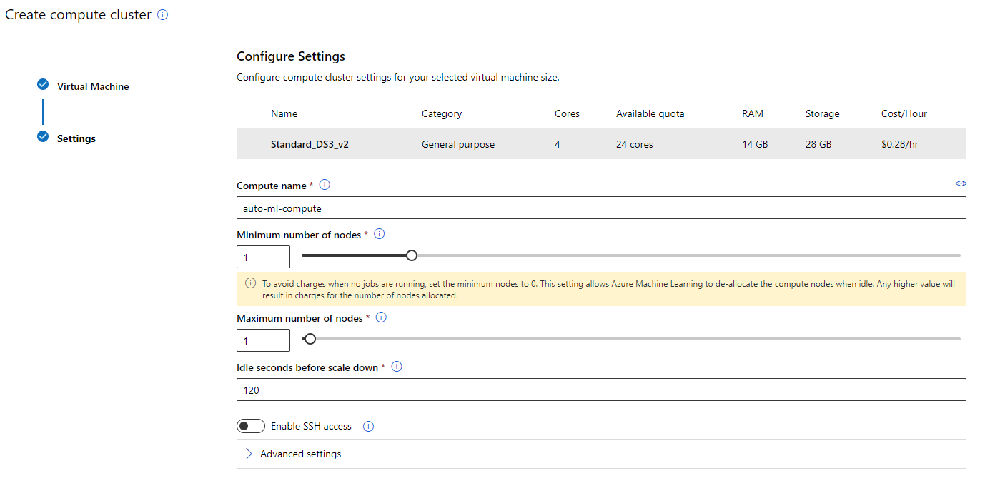 Create compute cluster
Virtual Machine
Settings
Configure Settings
Configure compute cluster settings for your selected virtual machine size.
Name Category Cores Available quota RAM Storage Cost/Hour
Standard_DS3_v2 General purpose 4 24 cores 14 GB 28 GB $0.28/hr
Compute name *
auto-ml-compute
Minimum number of nodes *
1
To avoid charges when no jobs are running, set the minimum nodes to 0. This setting allows Azure Machine Learning to de-allocate the compute nodes when idle. Any higher value will
result in charges for the number of nodes allocated.
Maximum number of nodes *
1
Idle seconds before scale down *
120
Enable SSH access
Advanced settings